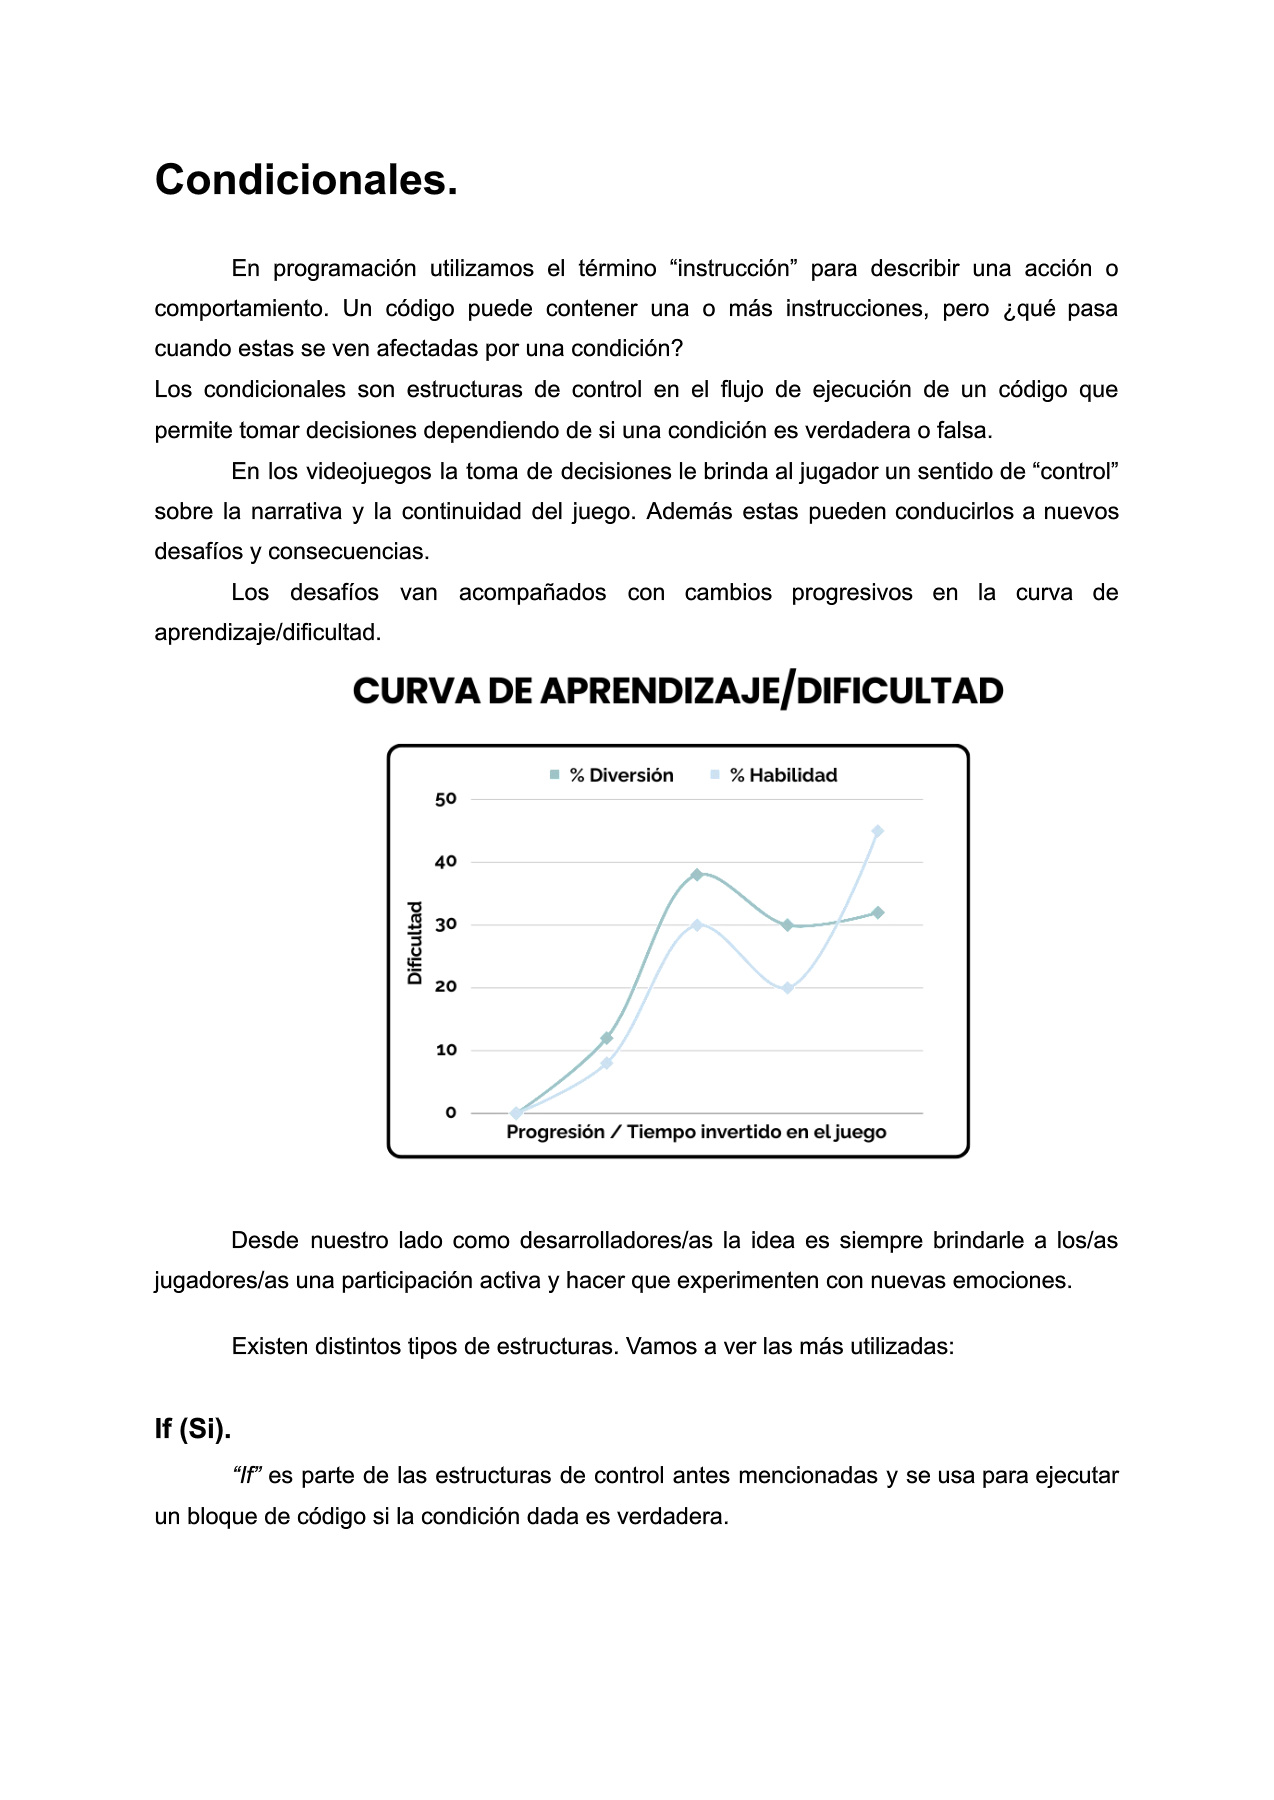 Condicionales.
En programación utilizamos el término “instrucción” para describir una acción o
comportamiento. Un código puede contener una o más instrucciones, pero ¿qué pasa
cuando estas se ven afectadas por una condición?
Los condicionales son estructuras de control en el flujo de ejecución de un código que
permite tomar decisiones dependiendo de si una condición es verdadera o falsa.
En los videojuegos la toma de decisiones le brinda al jugador un sentido de “control”
sobre la narrativa y la continuidad del juego. Además estas pueden conducirlos a nuevos
desafíos y consecuencias.
Los desafíos van acompañados con cambios progresivos en la curva de
aprendizaje/dificultad.
CURVA DE APRENDIZAJE/DIFICULTAD
% Diversión % Habilidad
50
40
30
20
10
0
Dificultad
Progresión / Tiempo invertido en el juego
Desde nuestro lado como desarrolladores/as la idea es siempre brindarle a los/as
jugadores/as una participación activa y hacer que experimenten con nuevas emociones.
Existen distintos tipos de estructuras. Vamos a ver las más utilizadas:
If (Si).
“If” es parte de las estructuras de control antes mencionadas y se usa para ejecutar
un bloque de código si la condición dada es verdadera.